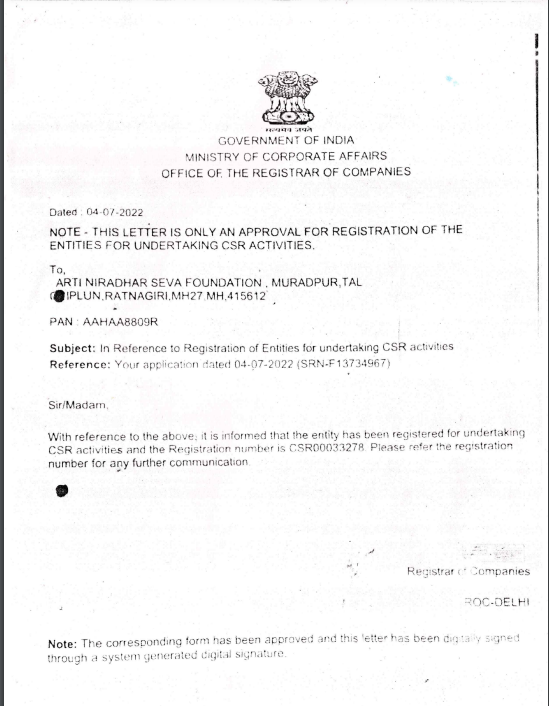 सत्यमेव जयते
GOVERNMENT OF INDIA
MINISTRY OF CORPORATE AFFAIRS
OFFICE OF THE REGISTRAR OF COMPANIES
Dated : 04-07-2022
NOTE - THIS LETTER IS ONLY AN APPROVAL FOR REGISTRATION OF THE
ENTITIES FOR UNDERTAKING CSR ACTIVITIES.
To,
ARTI NIRADHAR SEVA FOUNDATION , MURADPUR,TAL
IPLUN,RATNAGIRI,MH27,MH,415612
PAN : AAHAA8809R
Subject: In Reference to Registration of Entities for undertaking CSR activities
Reference: Your application dated 04-07-2022 (SRN-F13734967)
Sir/Madam,
With reference to the above, it is informed that the entity has been registered for undertaking
CSR activities and the Registration number is CSR00033278. Please refer the registration
number for any further communication.
Registrar of Companies
ROC-DELHI
Note: The corresponding form has been approved and this letter has been digitally signed
through a system generated digital signature.